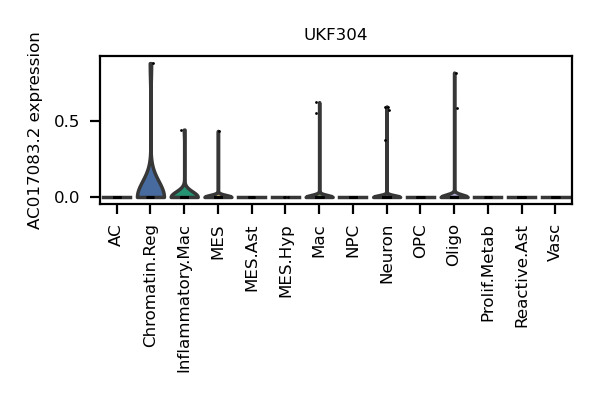 UKF304
AC017083.2 expression
0.5
0.0
AC
Chromatin.Reg
Inflammatory.Mac
MES
MES.Ast
MES.Hyp
Mac
NPC
Neuron
OPC
Oligo
Prolif.Metab
Reactive.Ast
Vasc